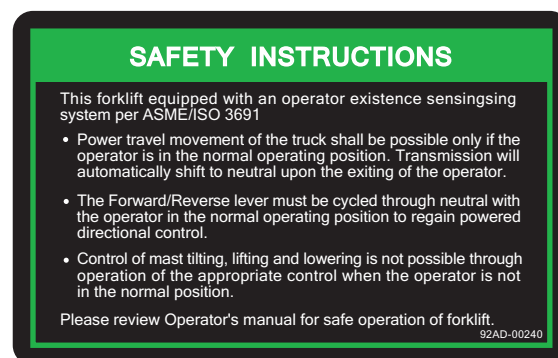 SAFETY INSTRUCTIONS
This forklift equipped with an operator existence sensingsing
system per ASME/ISO 3691
• Power travel movement of the truck shall be possible only if the
operator is in the normal operating position. Transmission will
automatically shift to neutral upon the exiting of the operator.
• The Forward/Reverse lever must be cycled through neutral with
the operator in the normal operating position to regain powered
directional control.
• Control of mast tilting, lifting and lowering is not possible through
operation of the appropriate control when the operator is not
in the normal position.
Please review Operator's manual for safe operation of forklift.
92AD-00240